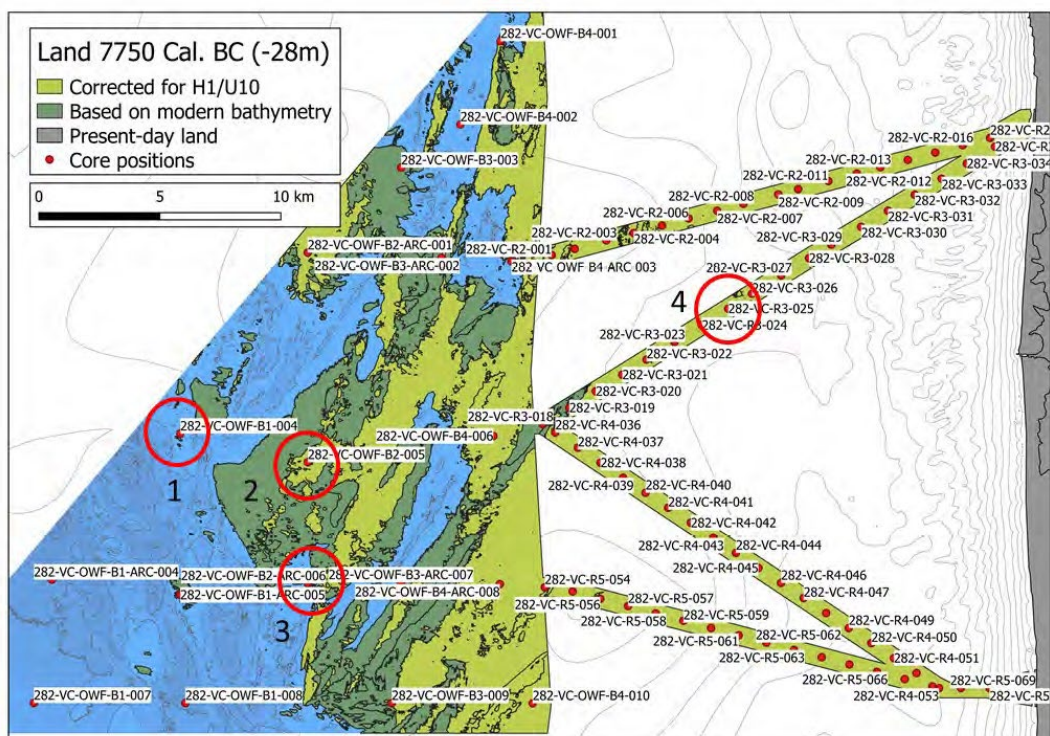 Land 7750 Cal. BC (-28m)
Corrected for H1/U10
Based on modern bathymetry
Present-day land
Core positions
0 5 10 km
282-VC-OWF-B4-001
282-VC-OWF-B4-002
282-VC-OWF-B3-003
282-VC-OWF-B2-ARC-001
282-VC-OWF-B3-ARC-002
282-VC-R2-001
282-VC-OWF-B4-ARC-003
282-VC-R2-003
282-VC-R2-004
282-VC-R2-006
282-VC-R2-007
282-VC-R2-008
282-VC-R2-009
282-VC-R2-011
282-VC-R2-012
282-VC-R2-013
282-VC-R2-016
282-VC-R2
282-VC-R3-034
282-VC-R3-033
282-VC-R3-032
282-VC-R3-031
282-VC-R3-030
282-VC-R3-029
282-VC-R3-028
282-VC-R3-027
282-VC-R3-026
4
282-VC-R3-025
282-VC-R3-024
282-VC-R3-023
282-VC-R3-022
282-VC-R3-021
282-VC-R3-020
282-VC-R3-019
282-VC-R3-018
282-VC-OWF-B1-004
282-VC-OWF-B4-006
282-VC-R4-036
282-VC-R4-037
282-VC-OWF-B2-005
282-VC-R4-038
1
2
282-VC-R4-039
282-VC-R4-040
282-VC-R4-041
282-VC-R4-042
282-VC-R4-043
282-VC-R4-044
282-VC-R4-045
282-VC-R4-046
282-VC-R4-047
282-VC-R4-049
282-VC-R4-050
282-VC-R4-051
282-VC-R4-053
282-VC-OWF-B1-ARC-004
282-VC-OWF-B2-ARC-006
282-VC-OWF-B3-ARC-007
282-VC-OWF-B1-ARC-005
282-VC-OWF-B4-ARC-008
3
282-VC-R5-054
282-VC-R5-056
282-VC-R5-057
282-VC-R5-058
282-VC-R5-059
282-VC-R5-061
282-VC-R5-062
282-VC-R5-063
282-VC-R5-066
282-VC-R5-069
282-VC-OWF-B1-007
282-VC-OWF-B1-008
282-VC-OWF-B3-009
282-VC-OWF-B4-010